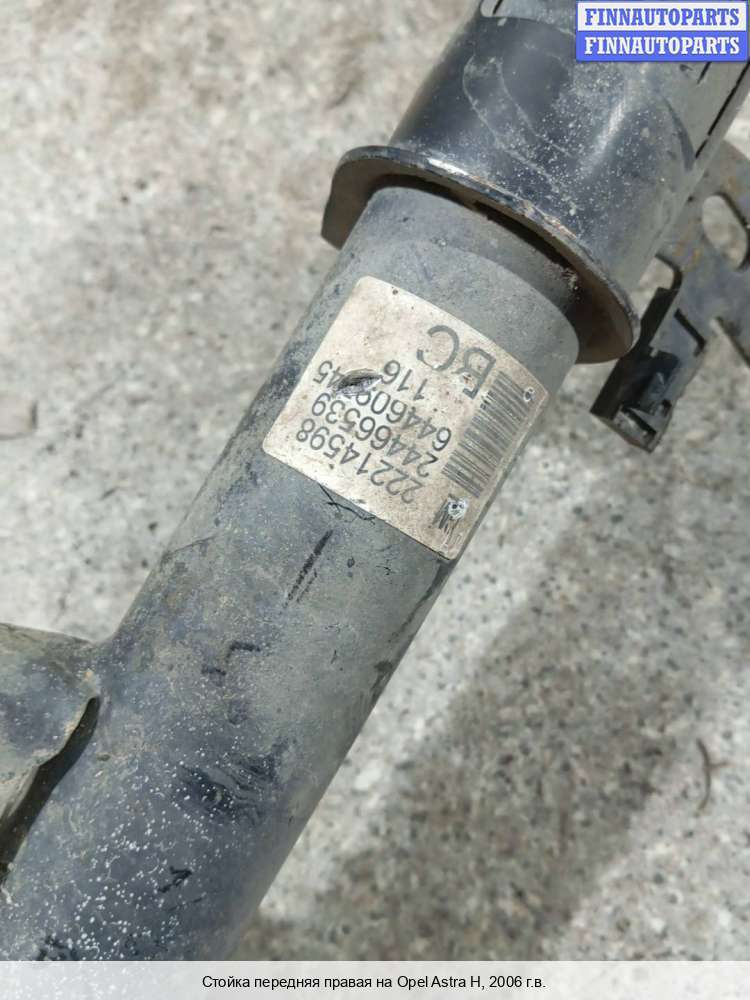 FINNAUTOPARTS
FINNAUTOPARTS
BC
116
24466539
22214598
Стойка передняя правая на Opel Astra H, 2006 г.в.